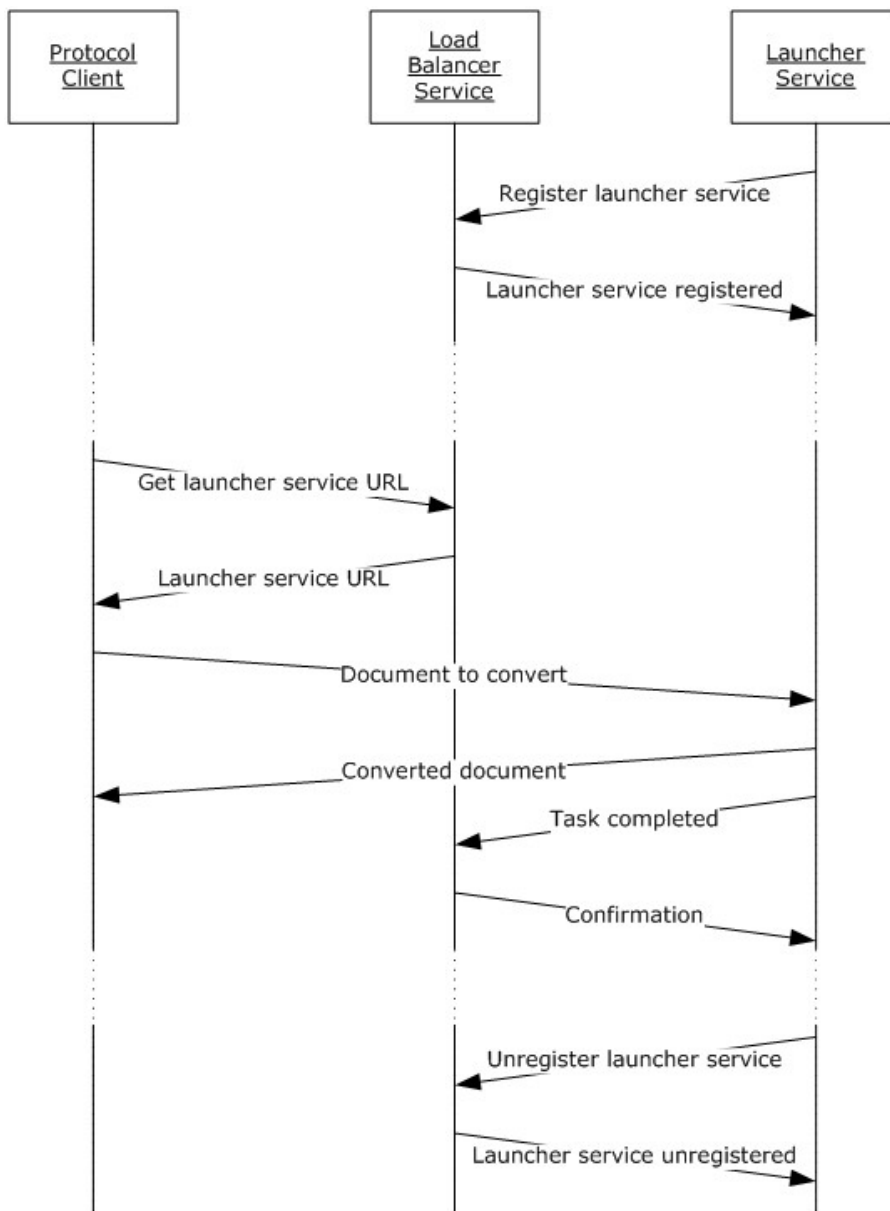 Protocol
Client
Load
Balancer
Service
Launcher
Service
Register launcher service
Launcher service registered
Get launcher service URL
Launcher service URL
Document to convert
Converted document
Task completed
Confirmation
Unregister launcher service
Launcher service unregistered